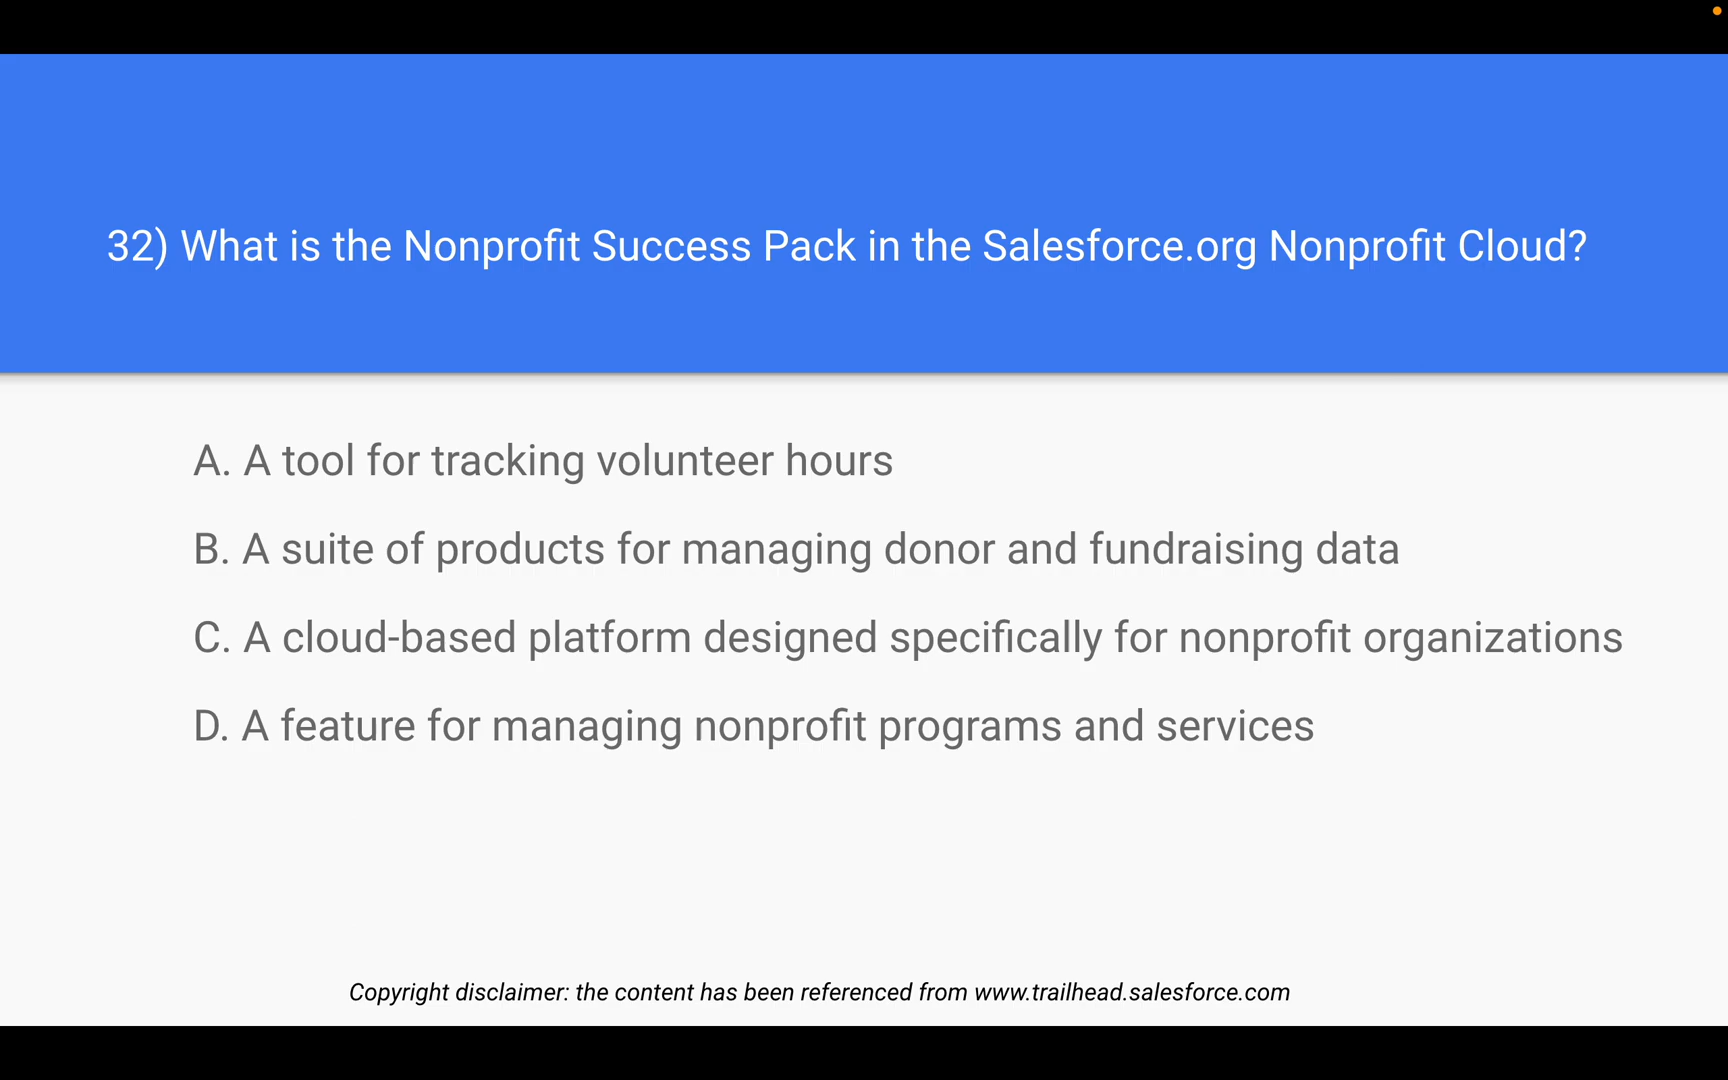 32) What is the Nonprofit Success Pack in the Salesforce.org Nonprofit Cloud?
A. A tool for tracking volunteer hours
B. A suite of products for managing donor and fundraising data
C. A cloud-based platform designed specifically for nonprofit organizations
D. A feature for managing nonprofit programs and services
Copyright disclaimer: the content has been referenced from www.trailhead.salesforce.com